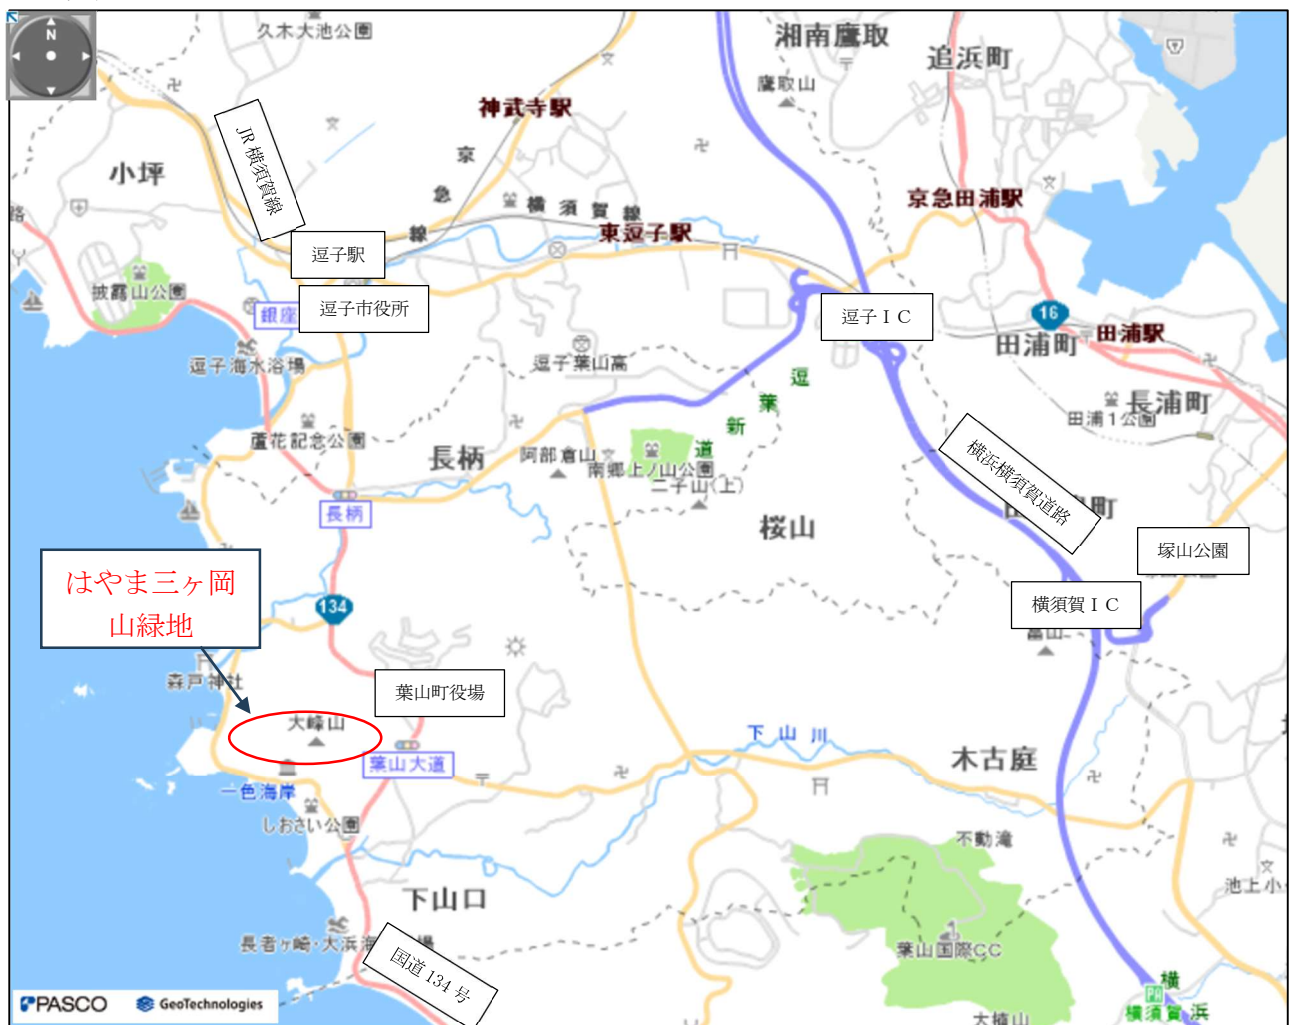 久木大池公園
湘南鷹取
追浜町
鷹取山
神武寺駅
JR横須賀線
小坪
京
急
線
横須賀線
京急田浦駅
東逗子駅
路
逗子駅
披露山公園
銀座
逗子市役所
逗子IC
16
田浦町
田浦駅
逗子海水浴場
逗子葉山高
逗
葉
新
道
長浦町
田浦1公園
蘆花記念公園
長柄
阿部倉山
南郷上ノ山公園
二子山(上)
横浜横須賀道路
町
長柄
桜山
塚山公園
はやま三ヶ岡
山緑地
134
横須賀IC
森戸神社
葉山町役場
大峰山
下山川
葉山大道
木古庭
一色海岸
しおさい公園
不動滝
下山口
池上小
長者ヶ崎・大浜海
場
国道134号
葉山国際CC
横
PA
横須賀
浜
大楠山
N
PASCO
GeoTechnologies